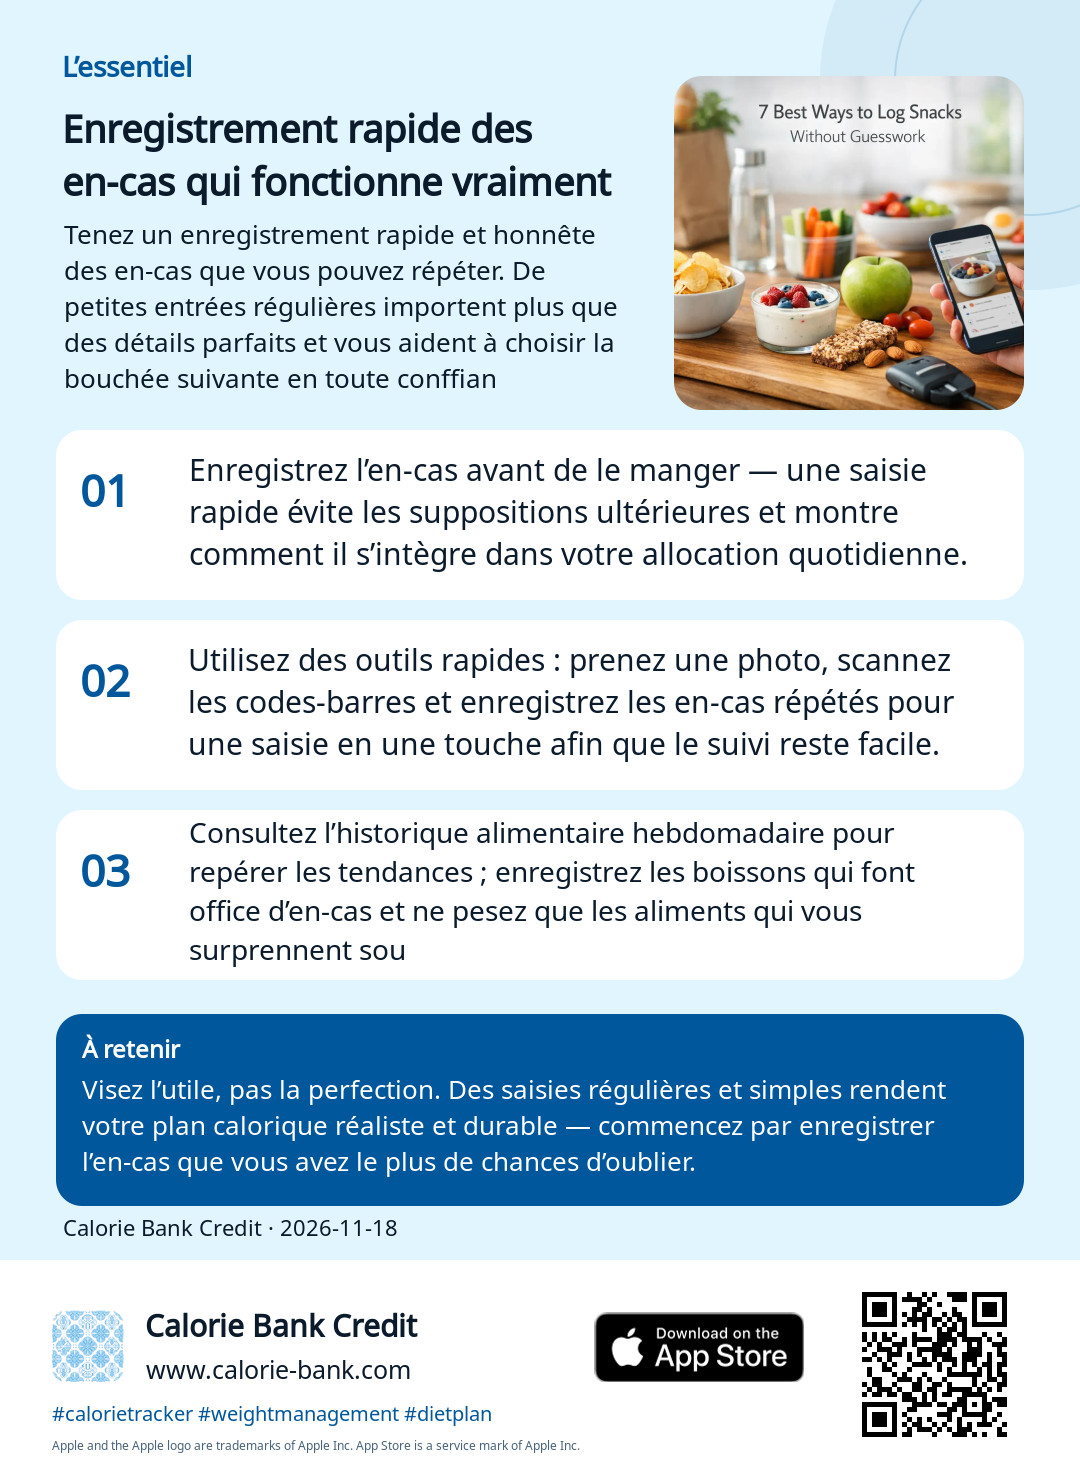 L’essentiel
Enregistrement rapide des
en-cas qui fonctionne vraiment
Tenez un enregistrement rapide et honnête
des en-cas que vous pouvez répéter. De
petites entrées régulières importent plus que
des détails parfaits et vous aident à choisir la
bouchée suivante en toute conffian
7 Best Ways to Log Snacks
Without Guesswork
01
Enregistrez l’en-cas avant de le manger — une saisie
rapide évite les suppositions ultérieures et montre
comment il s’intègre dans votre allocation quotidienne.
02
Utilisez des outils rapides : prenez une photo, scannez
les codes-barres et enregistrez les en-cas répétés pour
une saisie en une touche afin que le suivi reste facile.
03
Consultez l’historique alimentaire hebdomadaire pour
repérer les tendances ; enregistrez les boissons qui font
office d’en-cas et ne pesez que les aliments qui vous
surprennent sou
À retenir
Visez l’utile, pas la perfection. Des saisies régulières et simples rendent
votre plan calorique réaliste et durable — commencez par enregistrer
l’en-cas que vous avez le plus de chances d’oublier.
Calorie Bank Credit · 2026-11-18
Calorie Bank Credit
www.calorie-bank.com
Download on the
App Store
#calorietracker #weightmanagement #dietplan
Apple and the Apple logo are trademarks of Apple Inc. App Store is a service mark of Apple Inc.